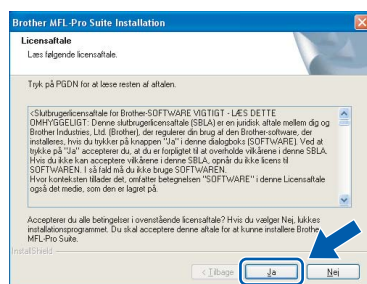 Brother MFL-Pro Suite Installation
Licensaftale
Læs følgende licensaftale.
Tryk på PGDN for at læse resten af aftalen.
<Slutbrugerlicensaftale for Brother-SOFTWARE VIGTIGT - LÆS DETTE
OMHYGGELIGT: Denne slutbrugerlicensaftale (SBLA) er en juridisk aftale mellem dig og
Brother Industries, Ltd. (Brother), der regulerer din brug af den Brother-software, der
installeres, hvis du trykker på knappen "Ja" i denne dialogboks (SOFTWARE). Ved at
trykke på "Ja" accepterer du, at du er forpligtet til at overholde vilkårene i denne SBLA.
Hvis du ikke kan acceptere vilkårene i denne SBLA, opnår du ikke licens til
SOFTWAREN. I så fald må du ikke bruge SOFTWAREN.
Hvor konteksten tillader det, omfatter betegnelsen "SOFTWARE" i denne Licensaftale
også det medie, som den er lagret på.
Accepterer du alle betingelser i ovenstående licensaftale? Hvis du vælger Nej, lukkes
installationsprogrammet. Du skal acceptere denne aftale for at kunne installere
MFL-Pro Suite.
InstallShield
< Tilbage
Ja
Nej